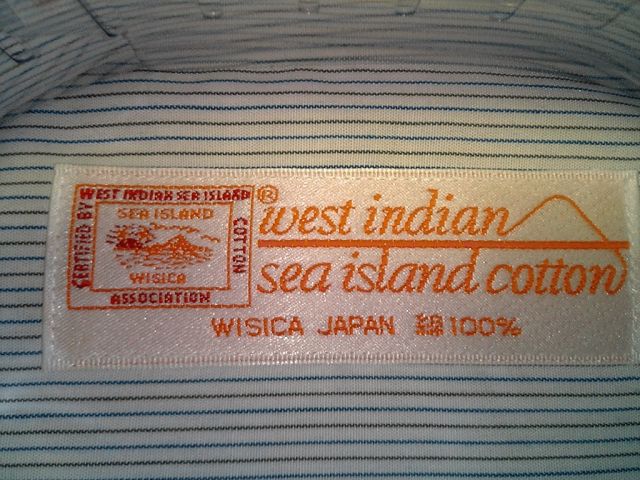 CERTIFIED BY WEST INDIAN SEA ISLAND COTTON
ASSOCIATION
SEA ISLAND
WISICA
®
west indian
sea island cotton
WISICA JAPAN 綿100%